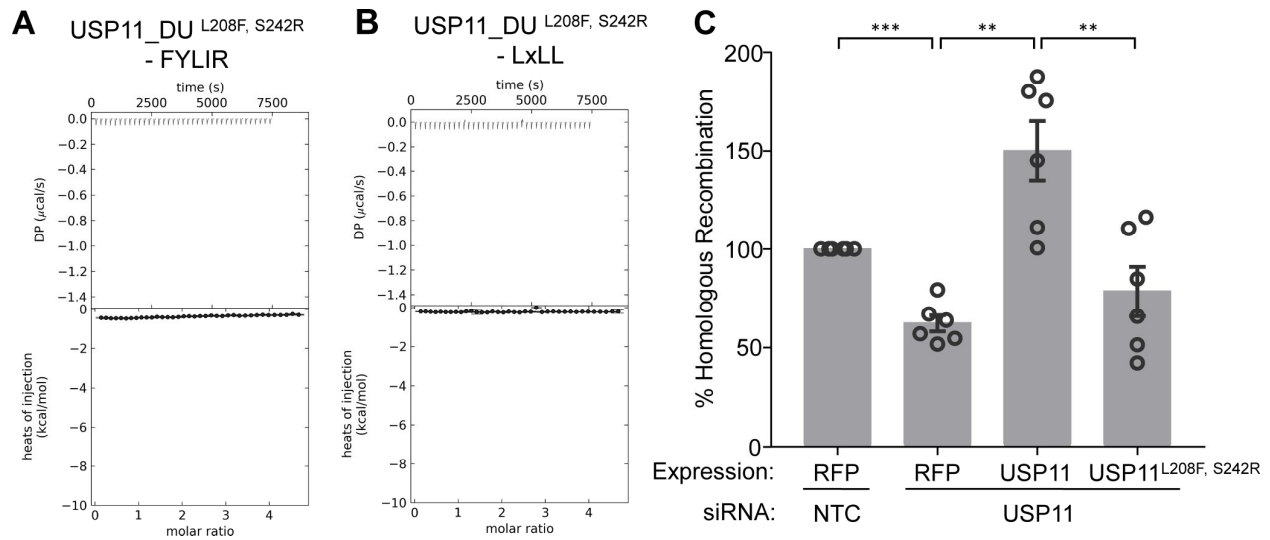 A
USP11_DU L208F, S242R
- FYLIR
time (s)
0 2500 5000 7500
0.0
−0.2
−0.4
−0.6
−0.8
−1.0
−1.2
−1.4
DP (μcal/s)
0
−2
−4
−6
−8
−10
heats of injection
(kcal/mol)
0 1 2 3 4
molar ratio
B
USP11_DU L208F, S242R
- LxLL
time (s)
0 2500 5000 7500
0.0
−0.2
−0.4
−0.6
−0.8
−1.0
−1.2
−1.4
DP (μcal/s)
0
−2
−4
−6
−8
−10
heats of injection
(kcal/mol)
0 1 2 3 4
molar ratio
C
*** ** **
200
150
100
50
0
% Homologous Recombination
Expression: RFP RFP USP11 USP11 L208F, S242R
siRNA: NTC USP11